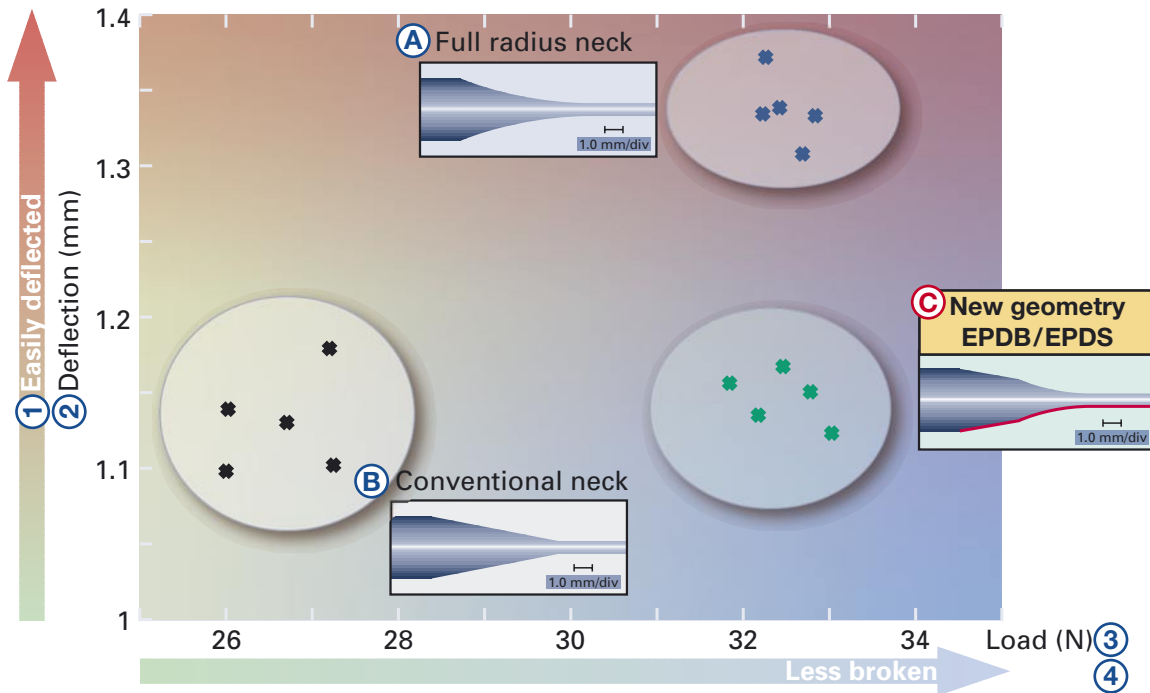 1.4
1.3
1.2
1.1
1
① Easily deflected
② Deflection (mm)
A Full radius neck
1.0 mm/div
B Conventional neck
1.0 mm/div
C New geometry
EPDB/EPDS
1.0 mm/div
26 28 30 32 34 Load (N) ③
Less broken ④